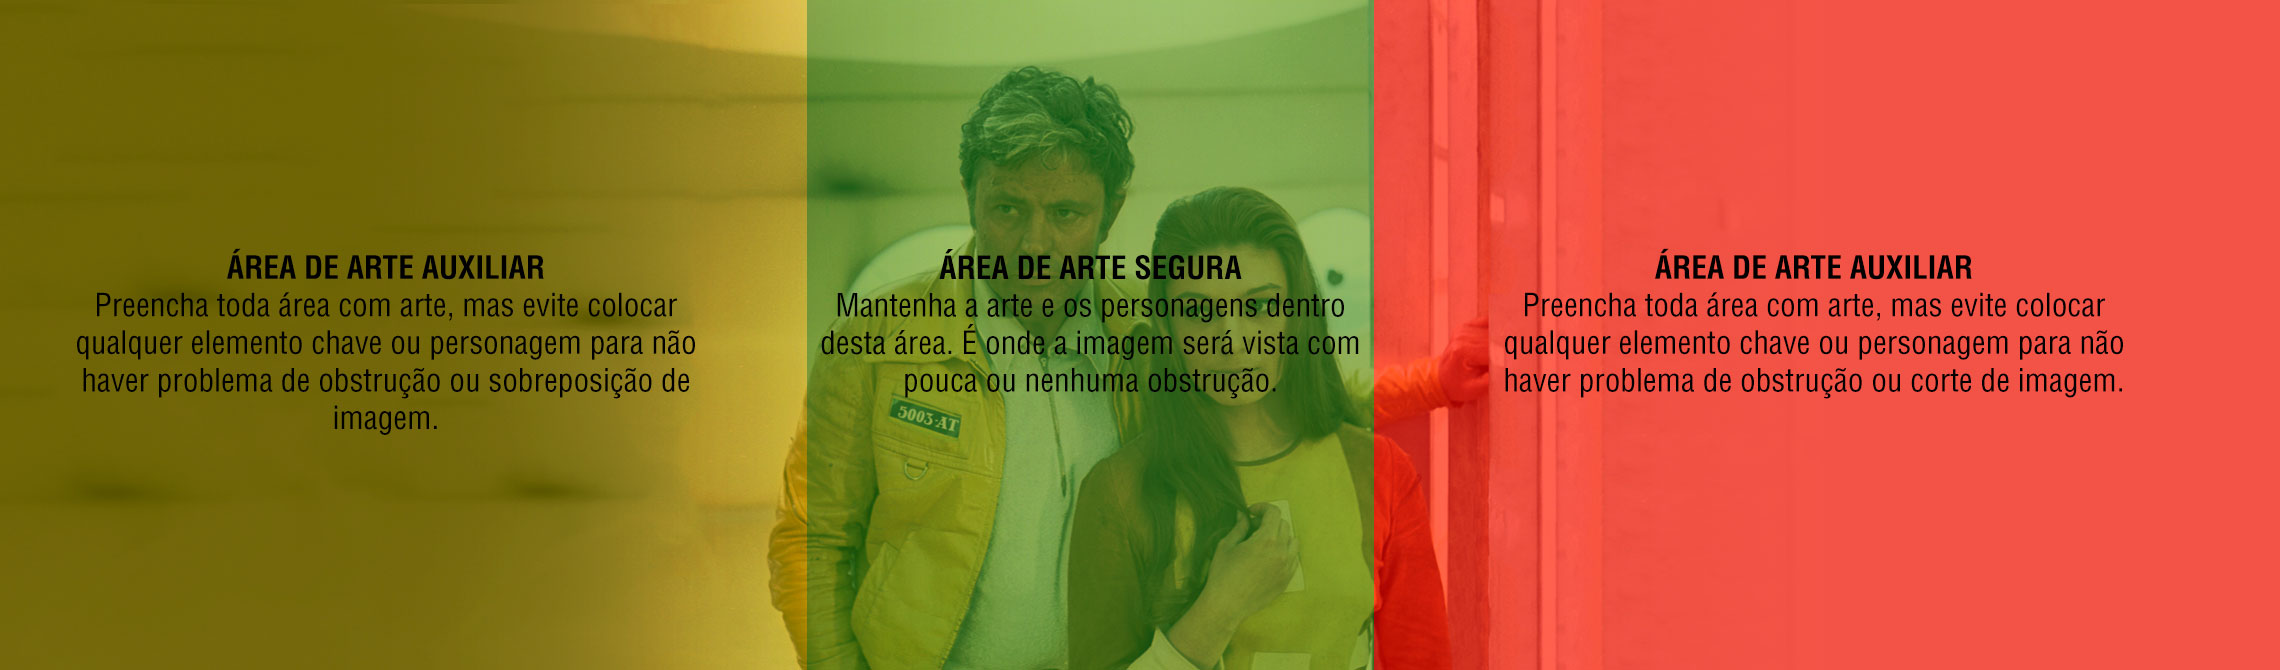 ÁREA DE ARTE AUXILIAR
Preencha toda área com arte, mas evite colocar
qualquer elemento chave ou personagem para não
haver problema de obstrução ou sobreposição de
imagem.
ÁREA DE ARTE SEGURA
Mantenha a arte e os personagens dentro
desta área. É onde a imagem será vista com
pouca ou nenhuma obstrução.
5003-AT
ÁREA DE ARTE AUXILIAR
Preencha toda área com arte, mas evite colocar
qualquer elemento chave ou personagem para não
haver problema de obstrução ou corte de imagem.